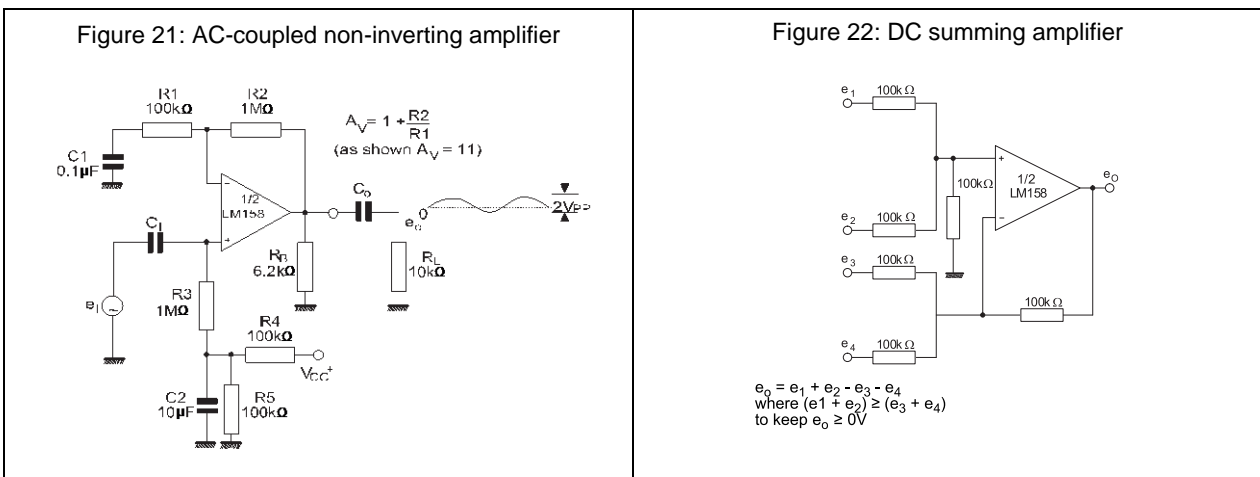 Figure 21: AC-coupled non-inverting amplifier
R1
100kΩ
R2
1MΩ
A_V = 1 + R2/R1
(as shown A_V = 11)
C1
0.1µF
1/2
LM158
C_o
C_I
e_o
0
2V_PP
R_B
6.2kΩ
R_L
10kΩ
e_I
~
R3
1MΩ
R4
100kΩ
V_CC+
C2
10µF
R5
100kΩ
Figure 22: DC summing amplifier
e_1
100kΩ
100kΩ
1/2
LM158
e_o
e_2
100kΩ
e_3
100kΩ
100kΩ
e_4
100kΩ
e_o = e_1 + e_2 - e_3 - e_4
where (e1 + e_2) ≥ (e_3 + e_4)
to keep e_o ≥ 0V